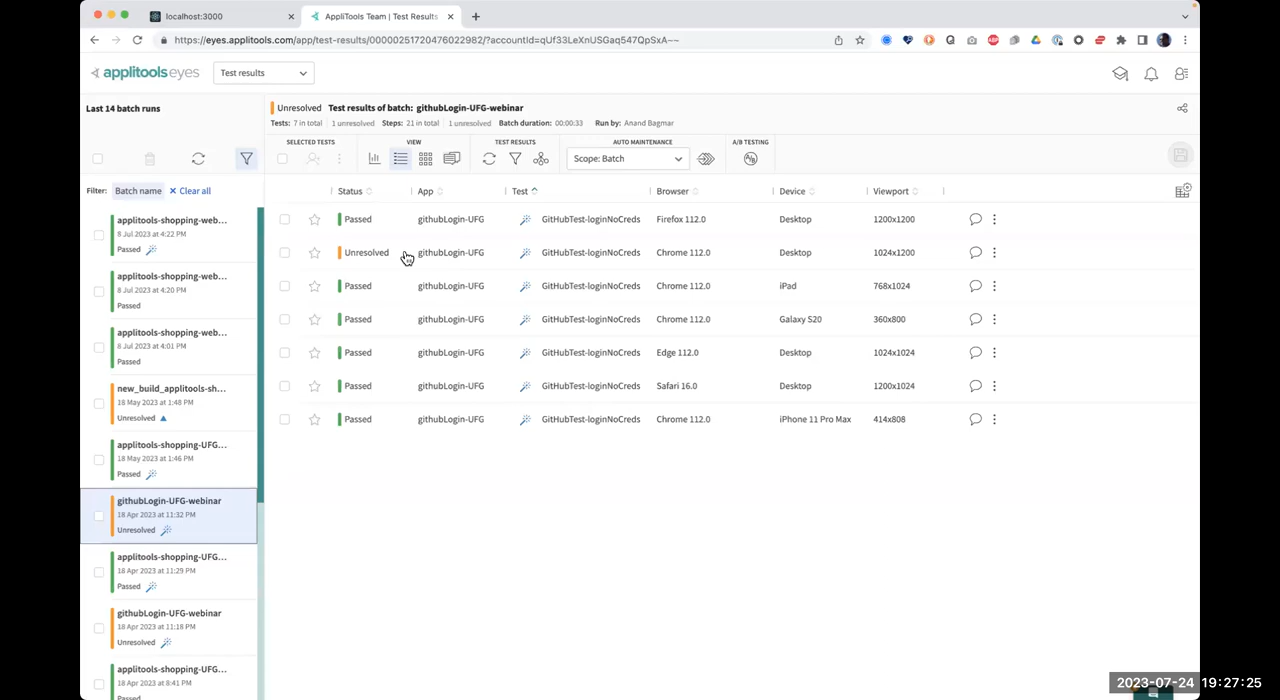 localhost:3000
AppliTools Team | Test Results
https://eyes.applitools.com/app/test-results/00000251720476022982/?accountId=qUf33LeXnUSGaq547QpSxA~~
applitools eyes
Test results
Last 14 batch runs
Unresolved Test results of batch: githubLogin-UFG-webinar
Tests: 7 in total 1 unresolved Steps: 21 in total 1 unresolved Batch duration: 00:00:33 Run by: Anand Bagmar
SELECTED TESTS VIEW TEST RESULTS AUTO MAINTENANCE A/B TESTING
Scope: Batch
Filter: Batch name × Clear all
Status App Test Browser Device Viewport
Passed githubLogin-UFG GitHubTest-loginNoCreds Firefox 112.0 Desktop 1200x1200
Unresolved githubLogin-UFG GitHubTest-loginNoCreds Chrome 112.0 Desktop 1024x1200
Passed githubLogin-UFG GitHubTest-loginNoCreds Chrome 112.0 iPad 768x1024
Passed githubLogin-UFG GitHubTest-loginNoCreds Chrome 112.0 Galaxy S20 360x800
Passed githubLogin-UFG GitHubTest-loginNoCreds Edge 112.0 Desktop 1024x1024
Passed githubLogin-UFG GitHubTest-loginNoCreds Safari 16.0 Desktop 1200x1024
Passed githubLogin-UFG GitHubTest-loginNoCreds Chrome 112.0 iPhone 11 Pro Max 414x808
applitools-shopping-web...
8 Jul 2023 at 4:22 PM
Passed
applitools-shopping-web...
8 Jul 2023 at 4:20 PM
Passed
applitools-shopping-web...
8 Jul 2023 at 4:01 PM
Passed
new_build_applitools-sh...
18 May 2023 at 1:48 PM
Unresolved
applitools-shopping-UFG...
18 May 2023 at 1:46 PM
Passed
githubLogin-UFG-webinar
18 Apr 2023 at 11:32 PM
Unresolved
applitools-shopping-UFG...
18 Apr 2023 at 11:29 PM
Passed
githubLogin-UFG-webinar
18 Apr 2023 at 11:18 PM
Unresolved
applitools-shopping-UFG...
18 Apr 2023 at 8:41 PM
Passed
2023-07-24 19:27:25